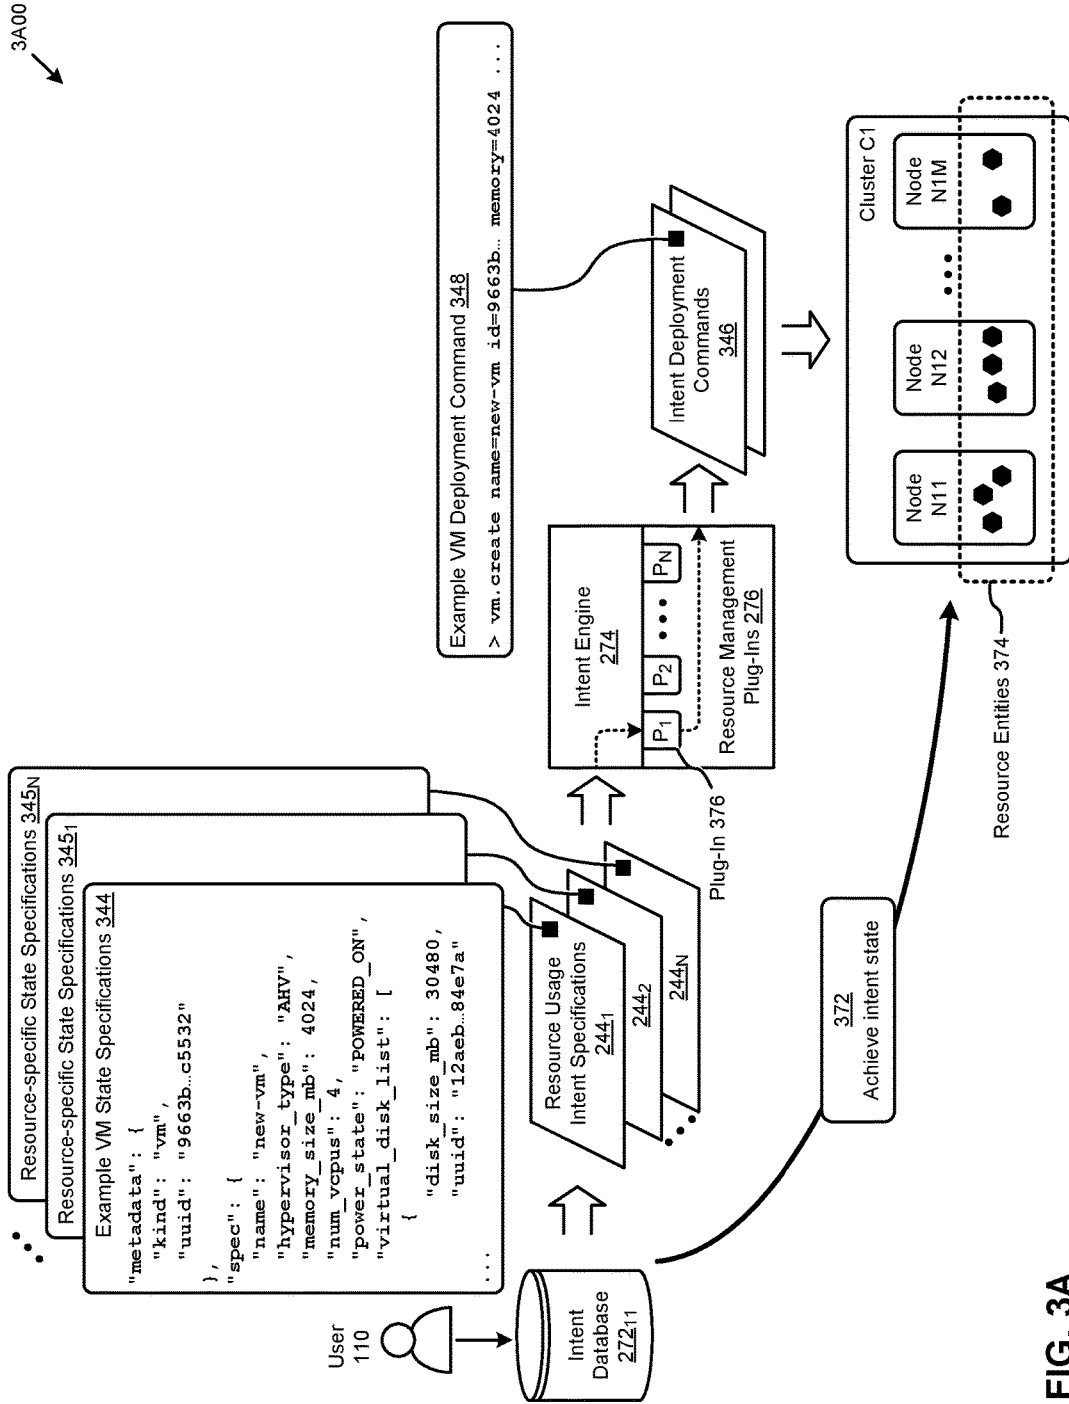 3A00
Resource-specific State Specifications 345N
Resource-specific State Specifications 3451
Example VM State Specifications 344
"metadata": {
"kind": "vm",
"uuid": "9663b…c5532"
},
"spec": {
"name": "new-vm",
"hypervisor_type": "AHV",
"memory_size_mb": 4024,
"num_vcpus": 4,
"power_state": "POWERED_ON",
"virtual_disk_list": [
{
"disk_size_mb": 30480,
"uuid": "12aeb…84e7a"
...
Example VM Deployment Command 348
> vm.create name=new-vm id=9663b… memory=4024 ...
User
110
Intent
Database
27211
Resource Usage
Intent Specifications
2441
2442
244N
Intent Engine
274
P1
P2
PN
Resource Management
Plug-Ins 276
Plug-In 376
Intent Deployment
Commands
346
372
Achieve intent state
Cluster C1
Node
N11
Node
N12
Node
N1M
Resource Entities 374
FIG. 3A